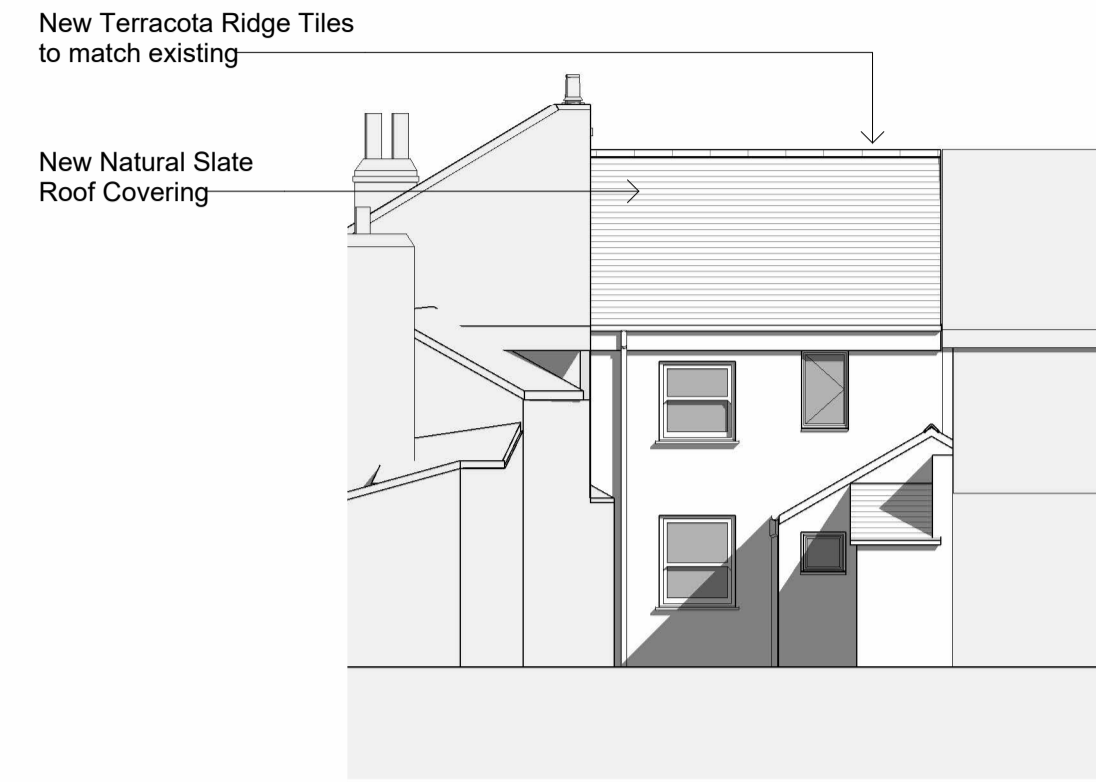 New Terracota Ridge Tiles
to match existing
New Natural Slate
Roof Covering